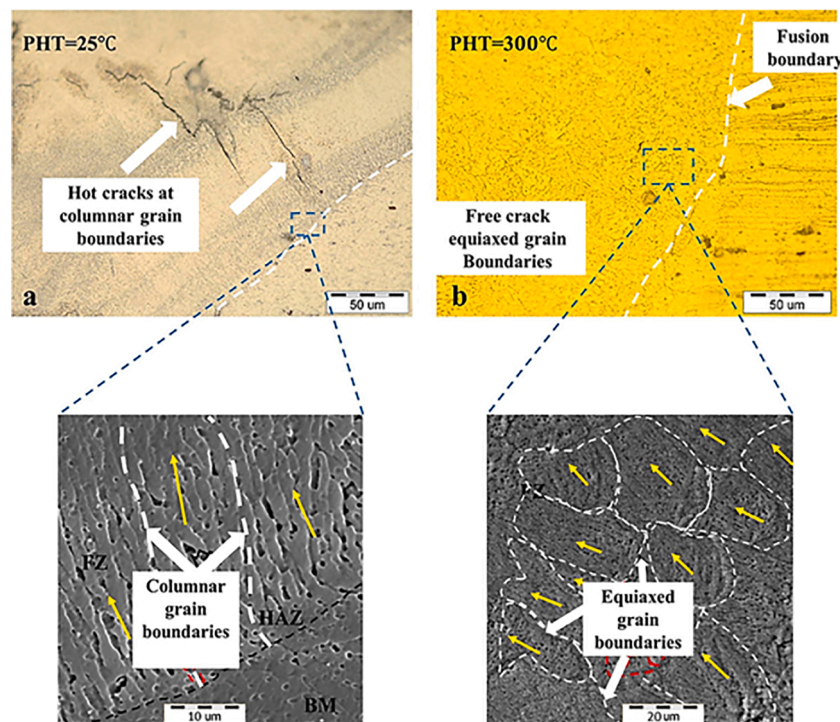 PHT=25℃
Hot cracks at
columnar grain
boundaries
a
50 um
PHT=300℃
Fusion
boundary
Free crack
equiaxed grain
Boundaries
b
50 um
FZ
Columnar
grain
boundaries
HAZ
BM
10 um
Equiaxed
grain
boundaries
20 um